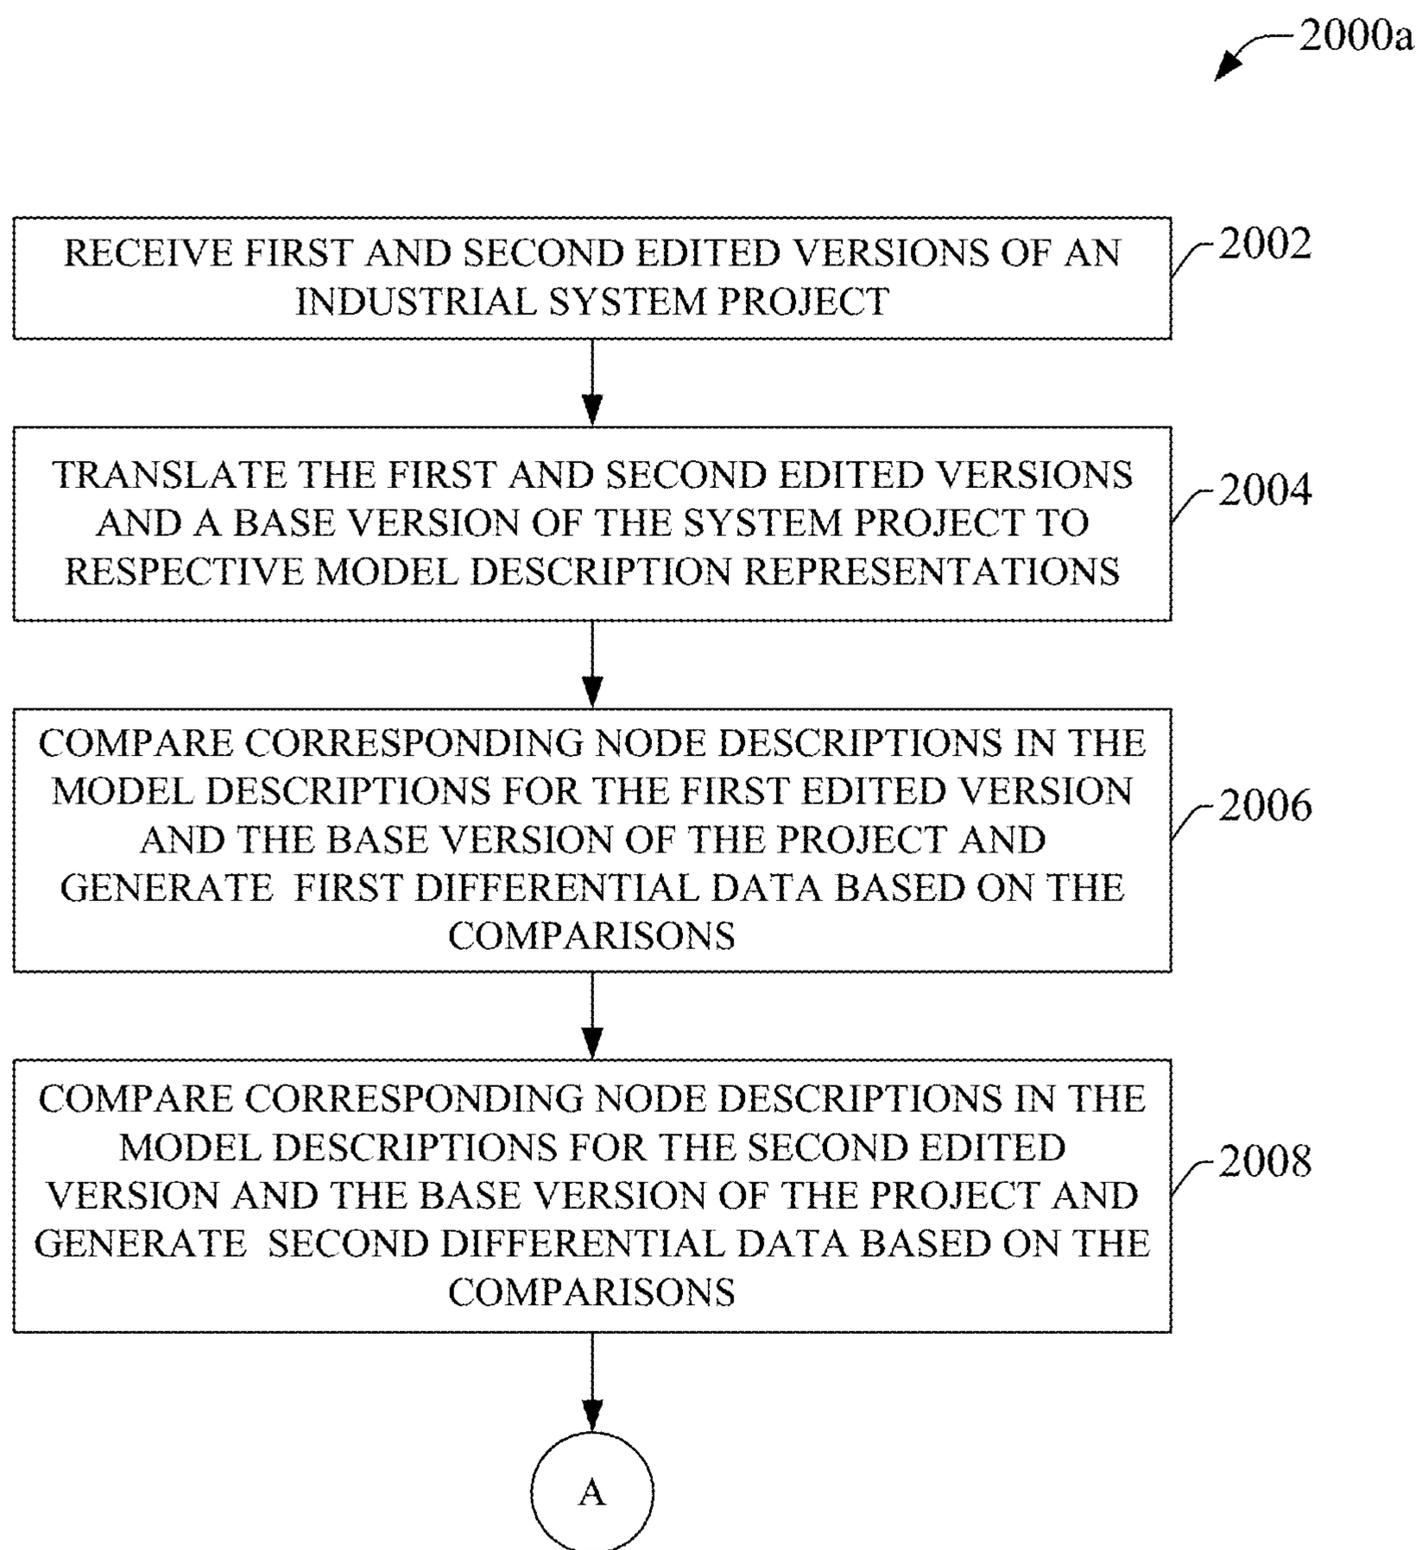 2000a
RECEIVE FIRST AND SECOND EDITED VERSIONS OF AN
INDUSTRIAL SYSTEM PROJECT
2002
TRANSLATE THE FIRST AND SECOND EDITED VERSIONS
AND A BASE VERSION OF THE SYSTEM PROJECT TO
RESPECTIVE MODEL DESCRIPTION REPRESENTATIONS
2004
COMPARE CORRESPONDING NODE DESCRIPTIONS IN THE
MODEL DESCRIPTIONS FOR THE FIRST EDITED VERSION
AND THE BASE VERSION OF THE PROJECT AND
GENERATE FIRST DIFFERENTIAL DATA BASED ON THE
COMPARISONS
2006
COMPARE CORRESPONDING NODE DESCRIPTIONS IN THE
MODEL DESCRIPTIONS FOR THE SECOND EDITED
VERSION AND THE BASE VERSION OF THE PROJECT AND
GENERATE SECOND DIFFERENTIAL DATA BASED ON THE
COMPARISONS
2008
A